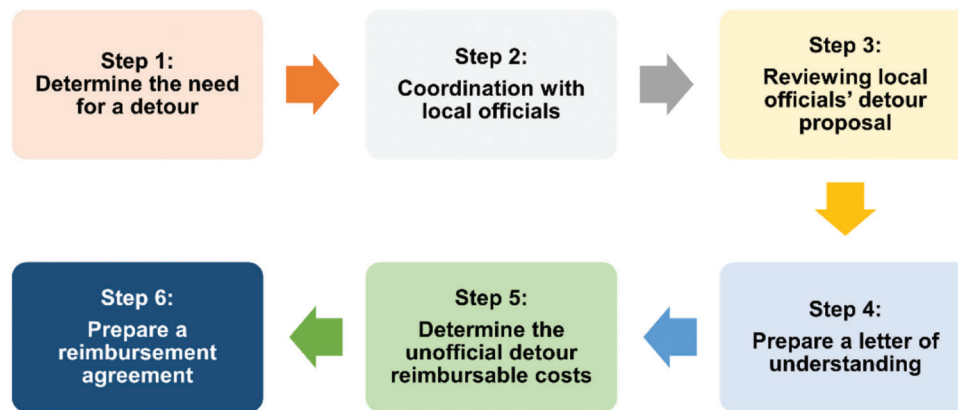 Step 1:
Determine the need
for a detour
Step 2:
Coordination with
local officials
Step 3:
Reviewing local
officials’ detour
proposal
Step 4:
Prepare a letter of
understanding
Step 5:
Determine the
unofficial detour
reimbursable costs
Step 6:
Prepare a
reimbursement
agreement